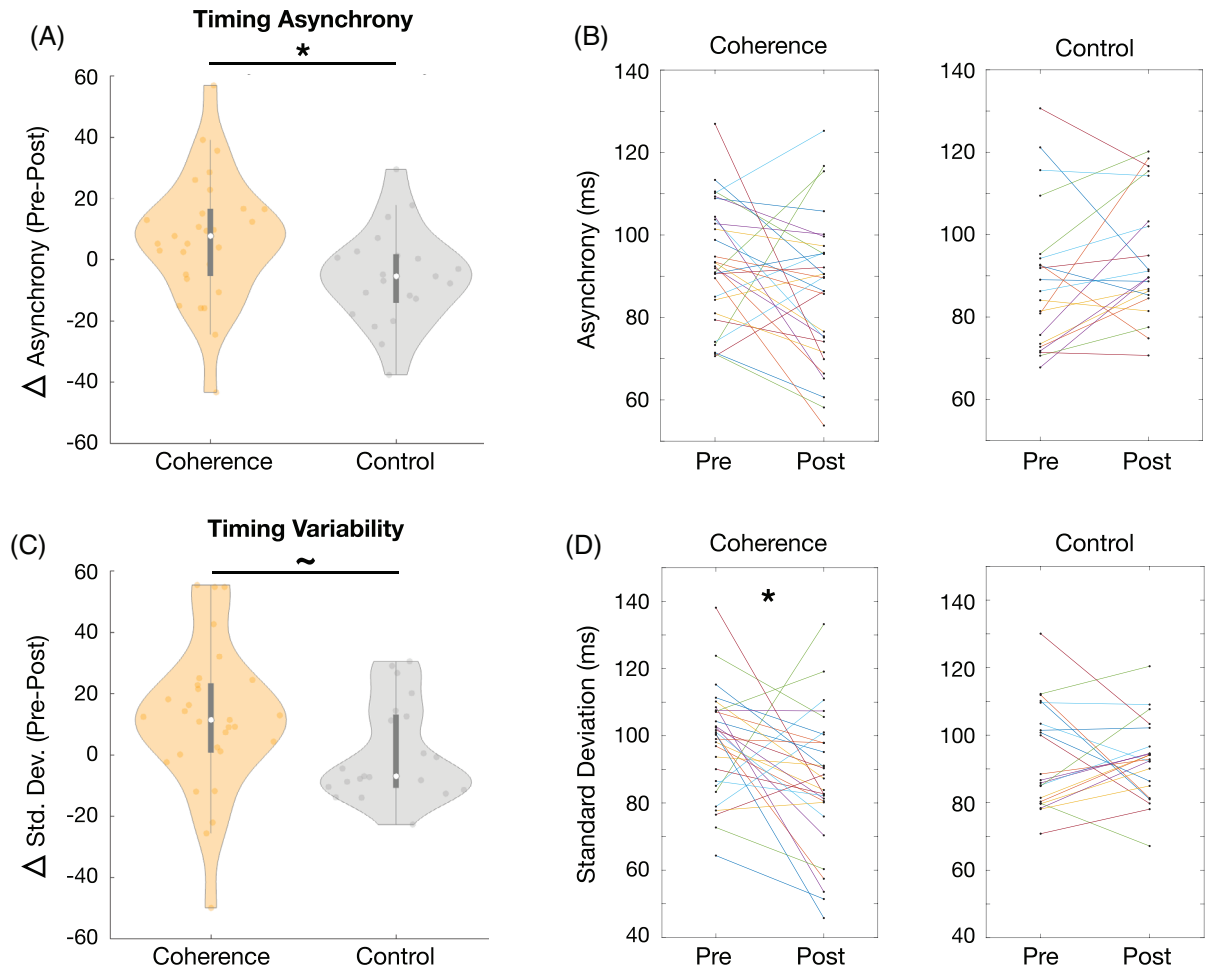 Timing Asynchrony
(A)
*
60
40
20
0
-20
-40
-60
Δ Asynchrony (Pre-Post)
Coherence Control
(B)
Coherence Control
140
120
100
80
60
Asynchrony (ms)
Pre Post
140
120
100
80
60
Pre Post
Timing Variability
(C)
~
60
40
20
0
-20
-40
-60
Δ Std. Dev. (Pre-Post)
Coherence Control
(D)
Coherence Control
*
140
120
100
80
60
40
Standard Deviation (ms)
Pre Post
140
120
100
80
60
40
Pre Post